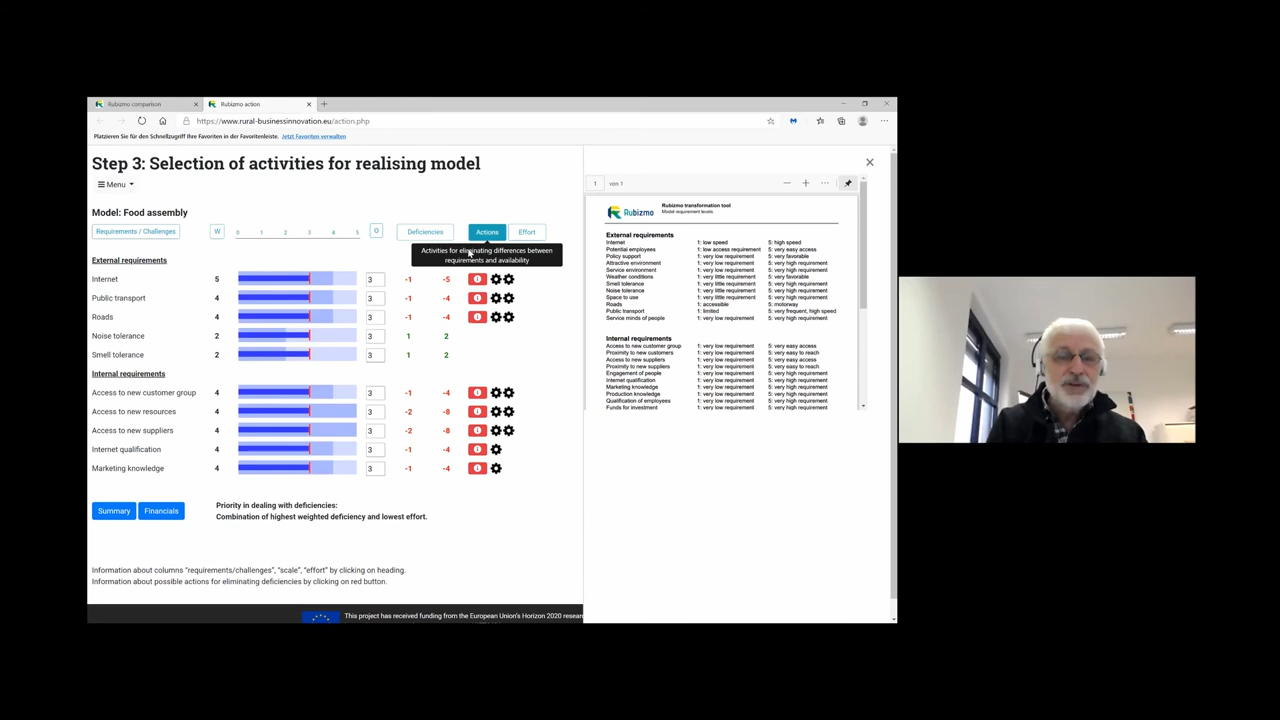 Rubizmo comparison
Rubizmo action
https://www.rural-businessinnovation.eu/action.php
Platzieren Sie für den Schnellzugriff Ihre Favoriten in der Favoritenleiste. Jetzt Favoriten verwalten
Step 3: Selection of activities for realising model
Menu
Model: Food assembly
Requirements / Challenges W 0 1 2 3 4 5 O Deficiencies Actions Effort
Activities for eliminating differences between
requirements and availability
External requirements
Internet 5 3 -1 -5
Public transport 4 3 -1 -4
Roads 4 3 -1 -4
Noise tolerance 2 3 1 2
Smell tolerance 2 3 1 2
Internal requirements
Access to new customer group 4 3 -1 -4
Access to new resources 4 3 -2 -8
Access to new suppliers 4 3 -2 -8
Internet qualification 4 3 -1 -4
Marketing knowledge 4 3 -1 -4
Summary Financials
Priority in dealing with deficiencies:
Combination of highest weighted deficiency and lowest effort.
Information about columns "requirements/challenges", "scale", "effort" by clicking on heading.
Information about possible actions for eliminating deficiencies by clicking on red button.
This project has received funding from the European Union's Horizon 2020 resear
1 von 1
Rubizmo
Rubizmo transformation tool
Model requirement levels
External requirements
Internet 1: low speed 5: high speed
Potential employees 1: low access requirement 5: very easy access
Policy support 1: very low requirement 5: very favorable
Attractive environment 1: very low requirement 5: very high requirement
Service environment 1: very low requirement 5: very high requirement
Weather conditions 1: very little requirement 5: very favorable
Smell tolerance 1: very little requirement 5: very high requirement
Noise tolerance 1: very little requirement 5: very high requirement
Space to use 1: very little requirement 5: very high requirement
Roads 1: accessible 5: motorway
Public transport 1: limited 5: very frequent, high speed
Service minds of people 1: very low requirement 5: very high requirement
Internal requirements
Access to new customer group 1: very low requirement 5: very easy access
Proximity to new customers 1: very low requirement 5: very easy to reach
Access to new suppliers 1: very low requirement 5: very easy access
Proximity to new suppliers 1: very low requirement 5: very easy to reach
Engagement of people 1: very low requirement 5: very high requirement
Internet qualification 1: very low requirement 5: very high requirement
Marketing knowledge 1: very low requirement 5: very high requirement
Production knowledge 1: very low requirement 5: very high requirement
Qualification of employees 1: very low requirement 5: very high requirement
Funds for investment 1: very low requirement 5: very high requirement